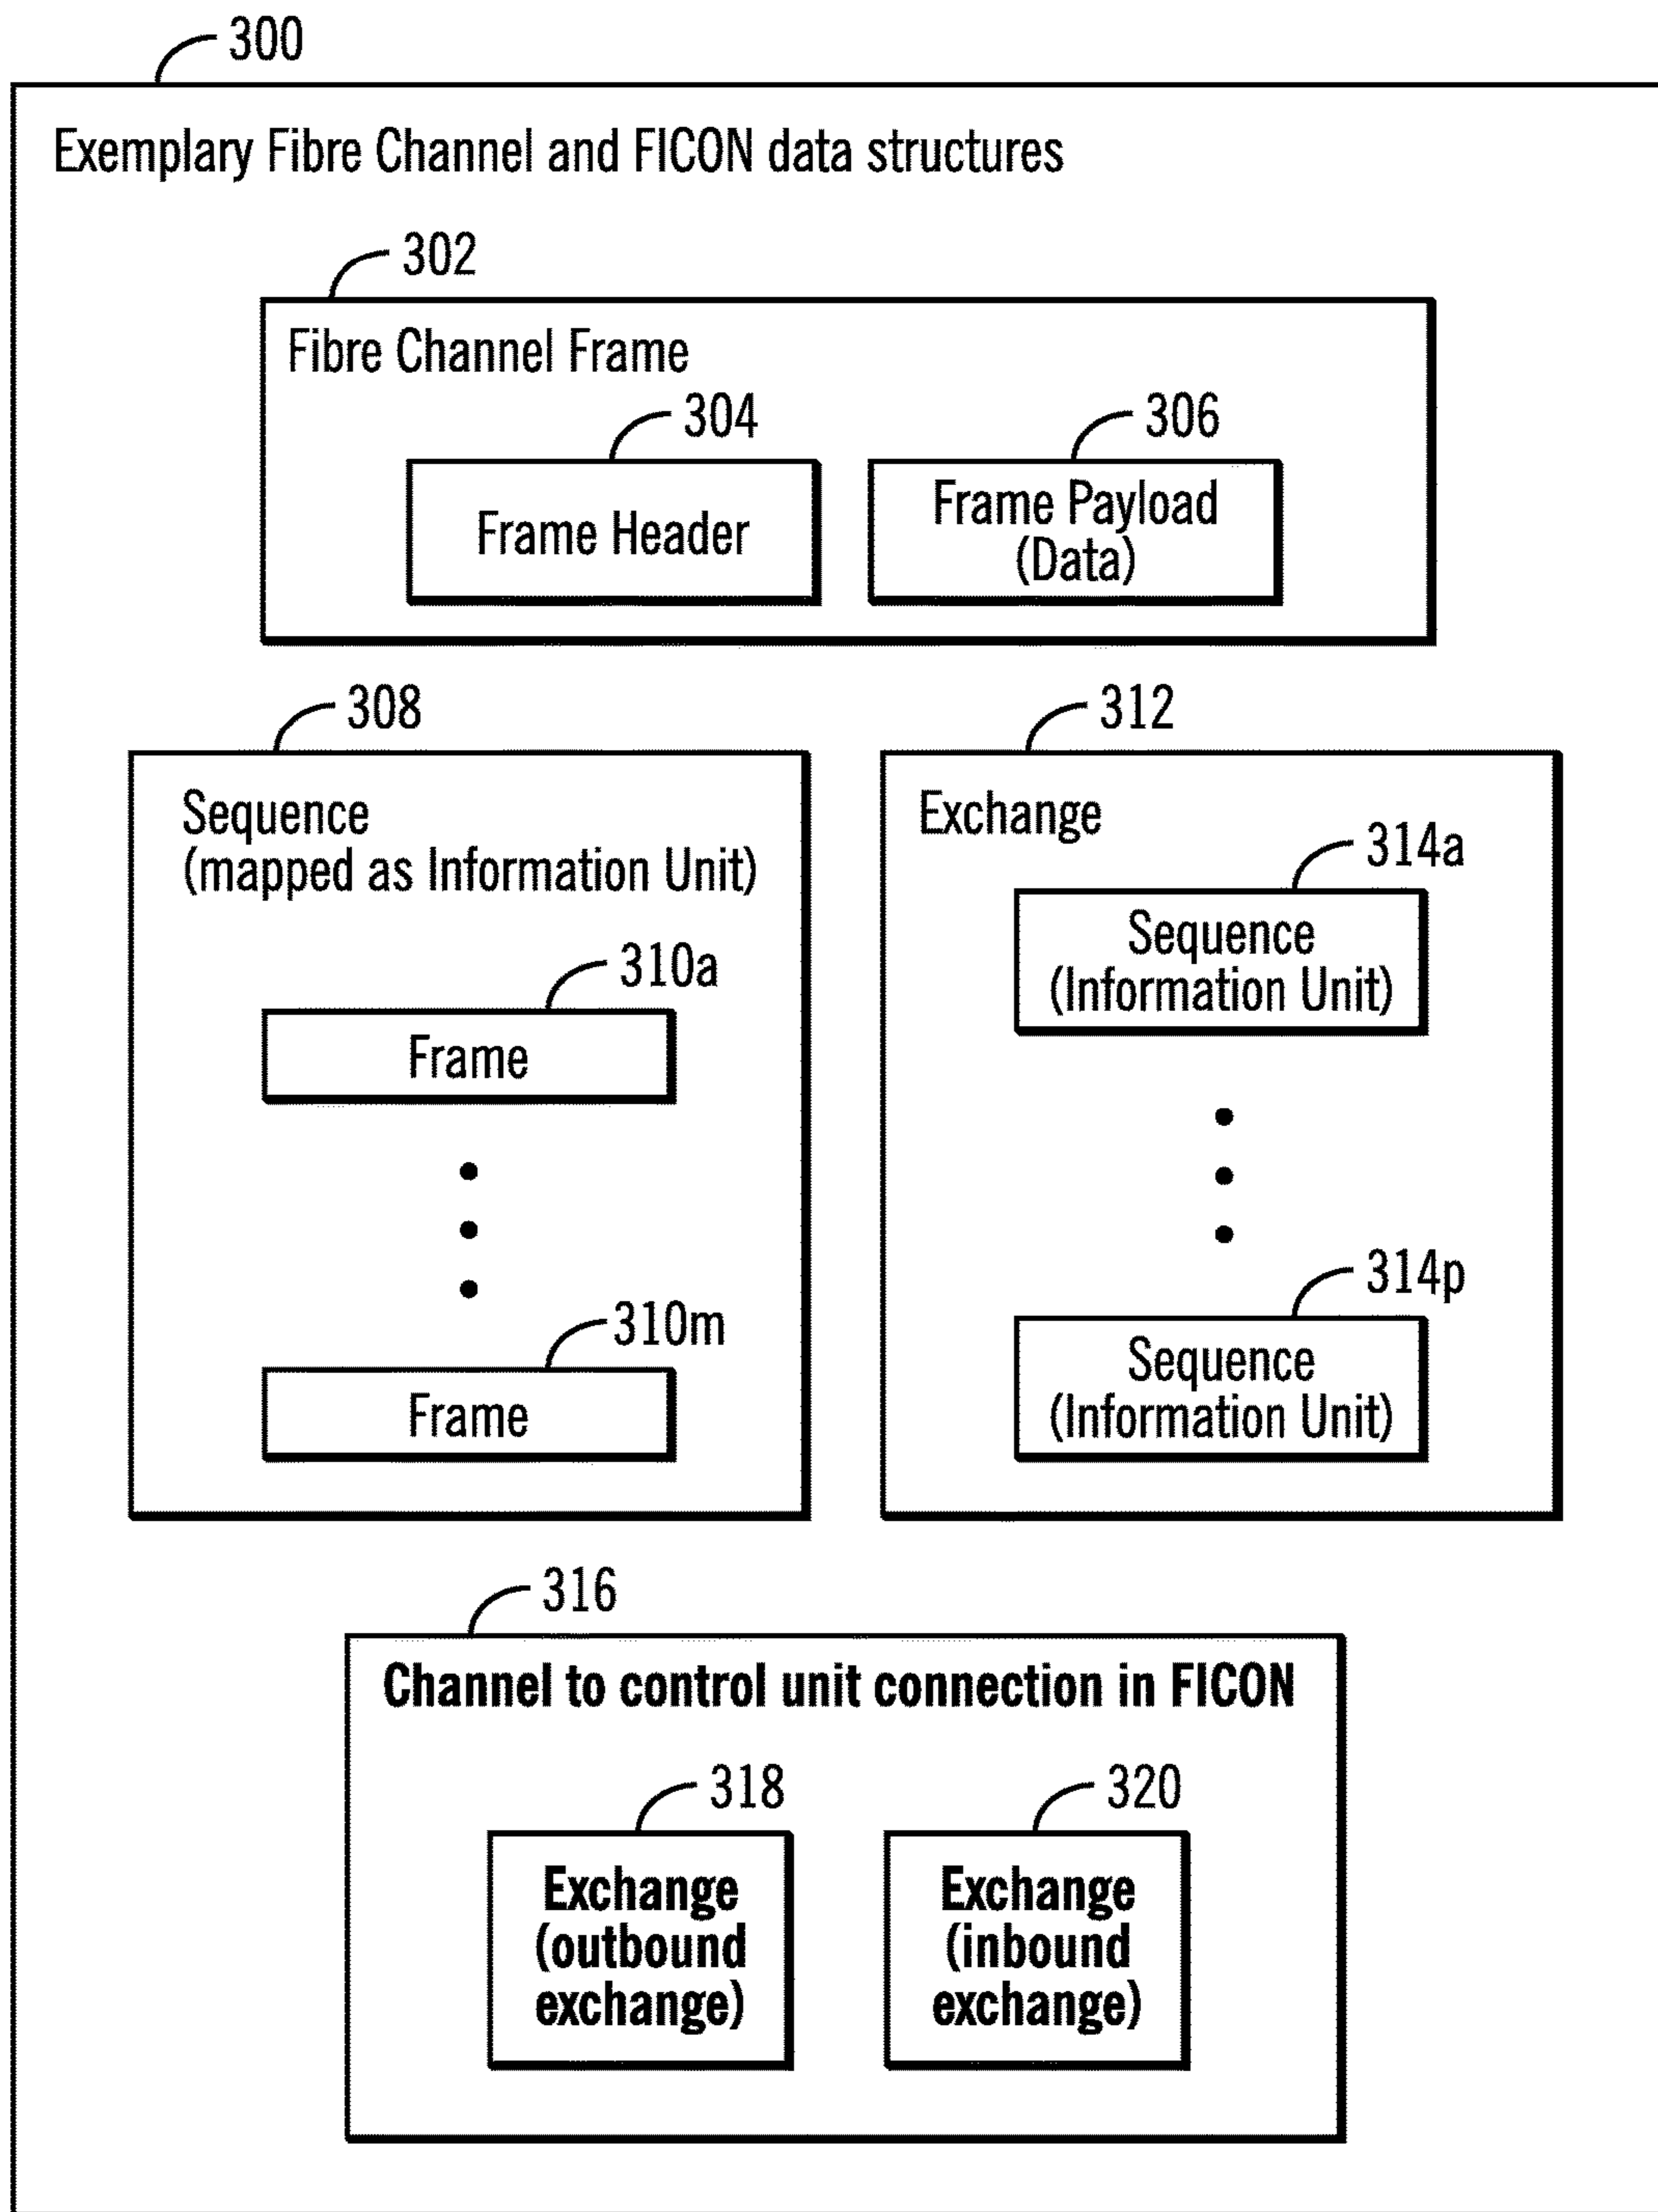 300
Exemplary Fibre Channel and FICON data structures
302
Fibre Channel Frame
304
Frame Header
306
Frame Payload
(Data)
308
Sequence
(mapped as Information Unit)
310a
Frame
310m
Frame
312
Exchange
314a
Sequence
(Information Unit)
314p
Sequence
(Information Unit)
316
Channel to control unit connection in FICON
318
Exchange
(outbound
exchange)
320
Exchange
(inbound
exchange)